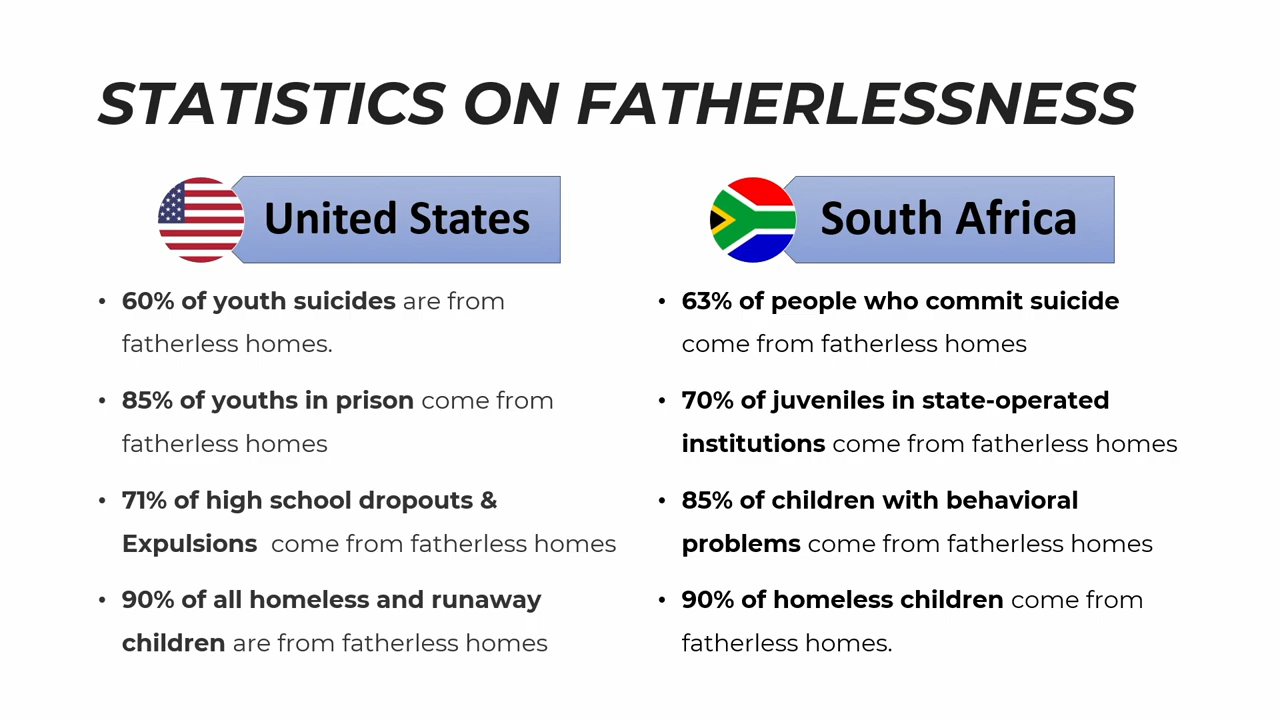 STATISTICS ON FATHERLESSNESS
United States
• 60% of youth suicides are from
fatherless homes.
• 85% of youths in prison come from
fatherless homes
• 71% of high school dropouts &
Expulsions come from fatherless homes
• 90% of all homeless and runaway
children are from fatherless homes
South Africa
• 63% of people who commit suicide
come from fatherless homes
• 70% of juveniles in state-operated
institutions come from fatherless homes
• 85% of children with behavioral
problems come from fatherless homes
• 90% of homeless children come from
fatherless homes.